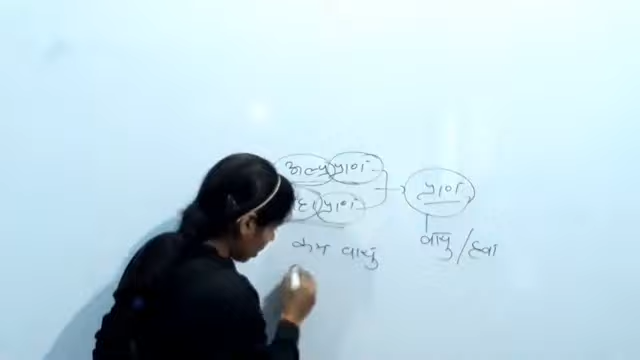 अल्प प्राण
प्राण
प्राण
वायु / हवा
कम वायु